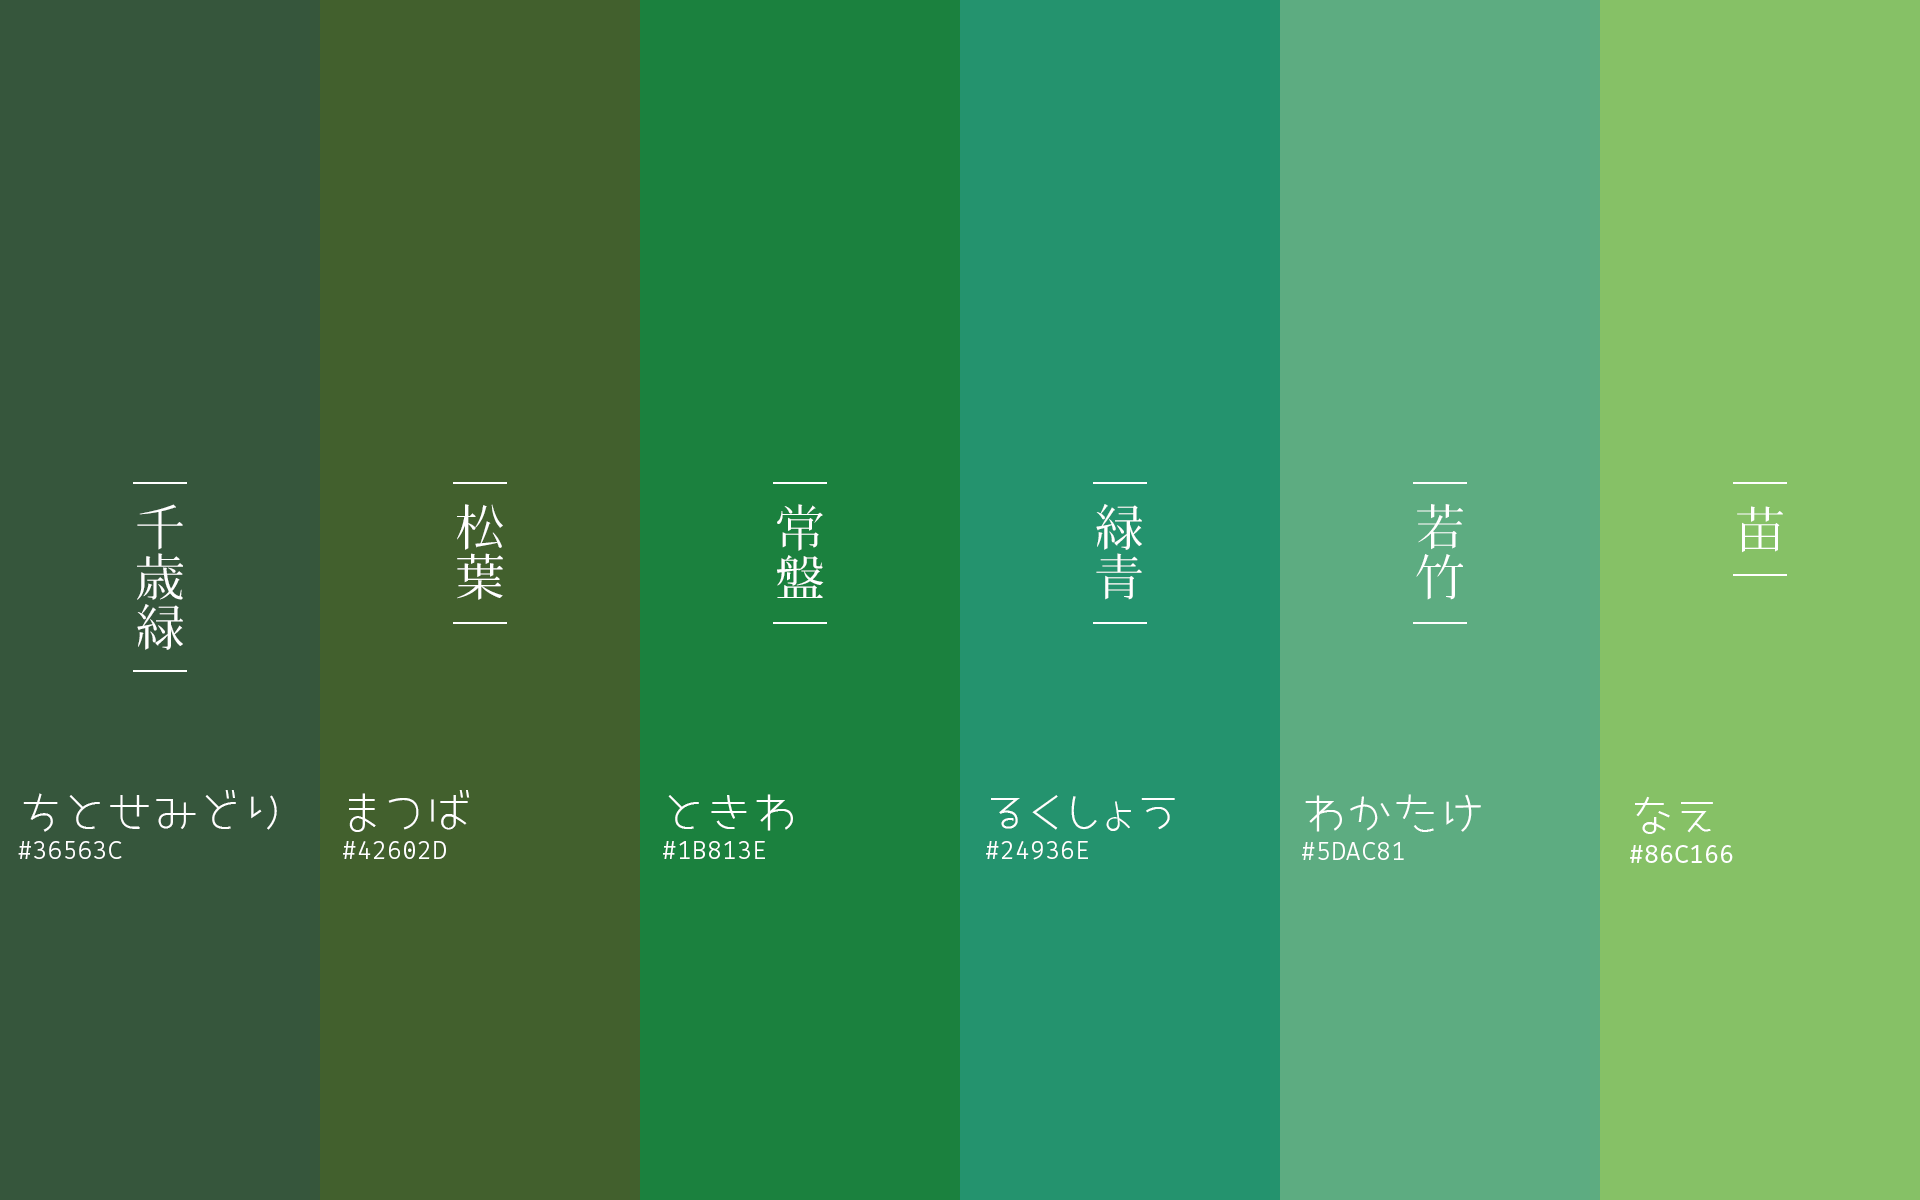 千歳緑
ちとせみどり
#36563C
松葉
まつば
#42602D
常盤
ときわ
#1B813E
緑青
るくしょう
#24936E
若竹
わかたけ
#5DAC81
苗
なえ
#86C166